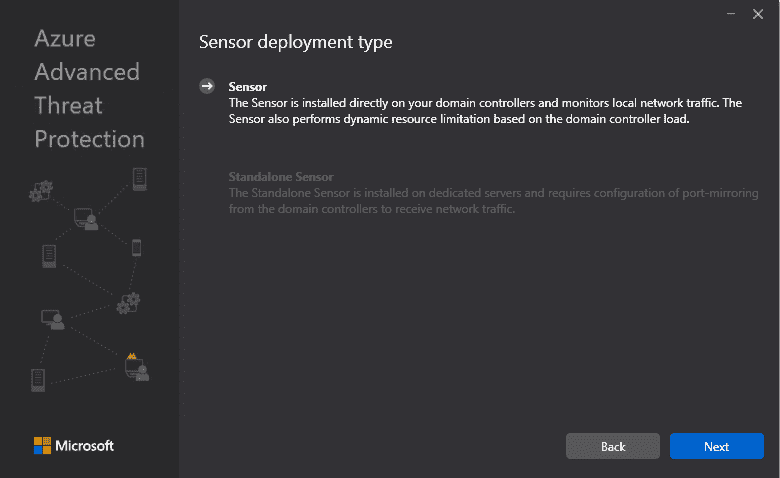 Azure
Advanced
Threat
Protection
Sensor deployment type
Sensor
The Sensor is installed directly on your domain controllers and monitors local network traffic. The
Sensor also performs dynamic resource limitation based on the domain controller load.
Standalone Sensor
The Standalone Sensor is installed on dedicated servers and requires configuration of port-mirroring
from the domain controllers to receive network traffic.
Microsoft
Back
Next